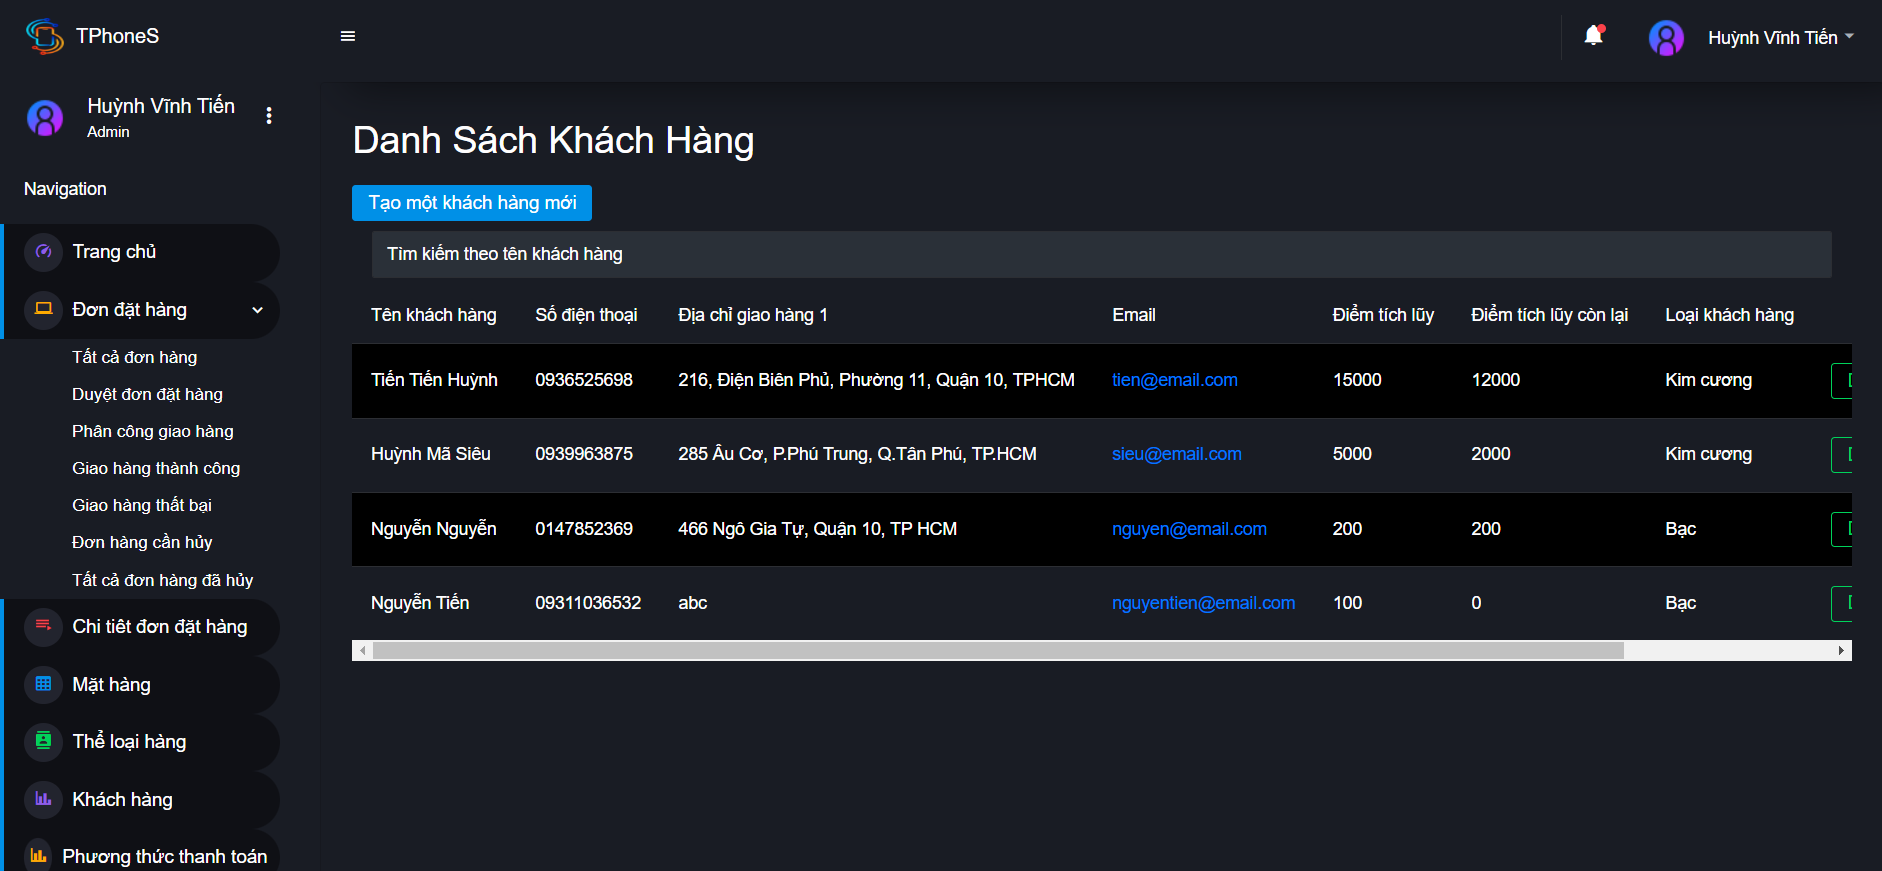 TPhoneS
Huỳnh Vĩnh Tiến
Huỳnh Vĩnh Tiến
Admin
Navigation
Trang chủ
Đơn đặt hàng
Tất cả đơn hàng
Duyệt đơn đặt hàng
Phân công giao hàng
Giao hàng thành công
Giao hàng thất bại
Đơn hàng cần hủy
Tất cả đơn hàng đã hủy
Chi tiêt đơn đặt hàng
Mặt hàng
Thể loại hàng
Khách hàng
Phương thức thanh toán
Danh Sách Khách Hàng
Tạo một khách hàng mới
Tìm kiếm theo tên khách hàng
Tên khách hàng Số điện thoại Địa chỉ giao hàng 1 Email Điểm tích lũy Điểm tích lũy còn lại Loại khách hàng
Tiến Tiến Huỳnh 0936525698 216, Điện Biên Phủ, Phường 11, Quận 10, TPHCM tien@email.com 15000 12000 Kim cương
Huỳnh Mã Siêu 0939963875 285 Âu Cơ, P.Phú Trung, Q.Tân Phú, TP.HCM sieu@email.com 5000 2000 Kim cương
Nguyễn Nguyễn 0147852369 466 Ngô Gia Tự, Quận 10, TP HCM nguyen@email.com 200 200 Bạc
Nguyễn Tiến 09311036532 abc nguyentien@email.com 100 0 Bạc